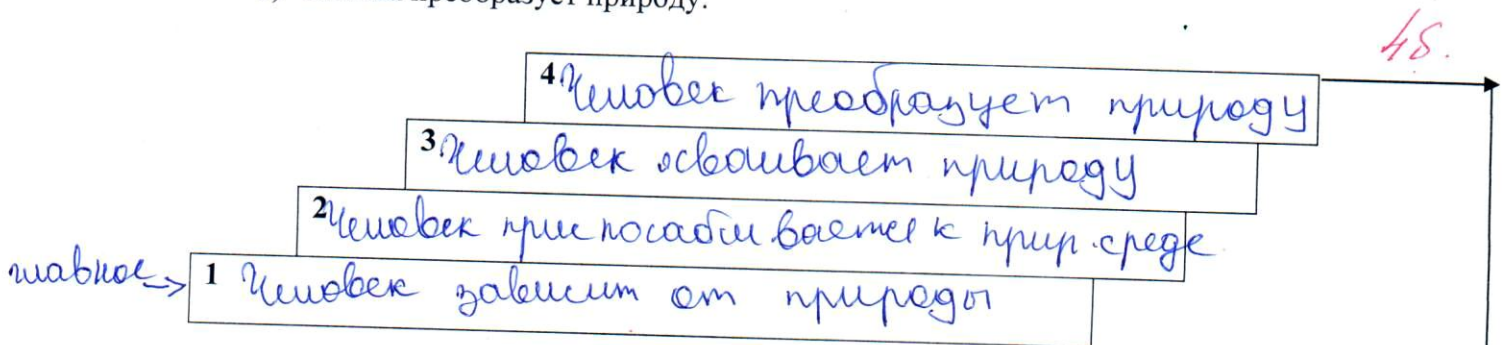 преобразует природу.
4б.
4 Человек преобразует природу
3 Человек осваивает природу
2 Человек приспосабливается к прир. среде
главное → 1 Человек зависит от природы